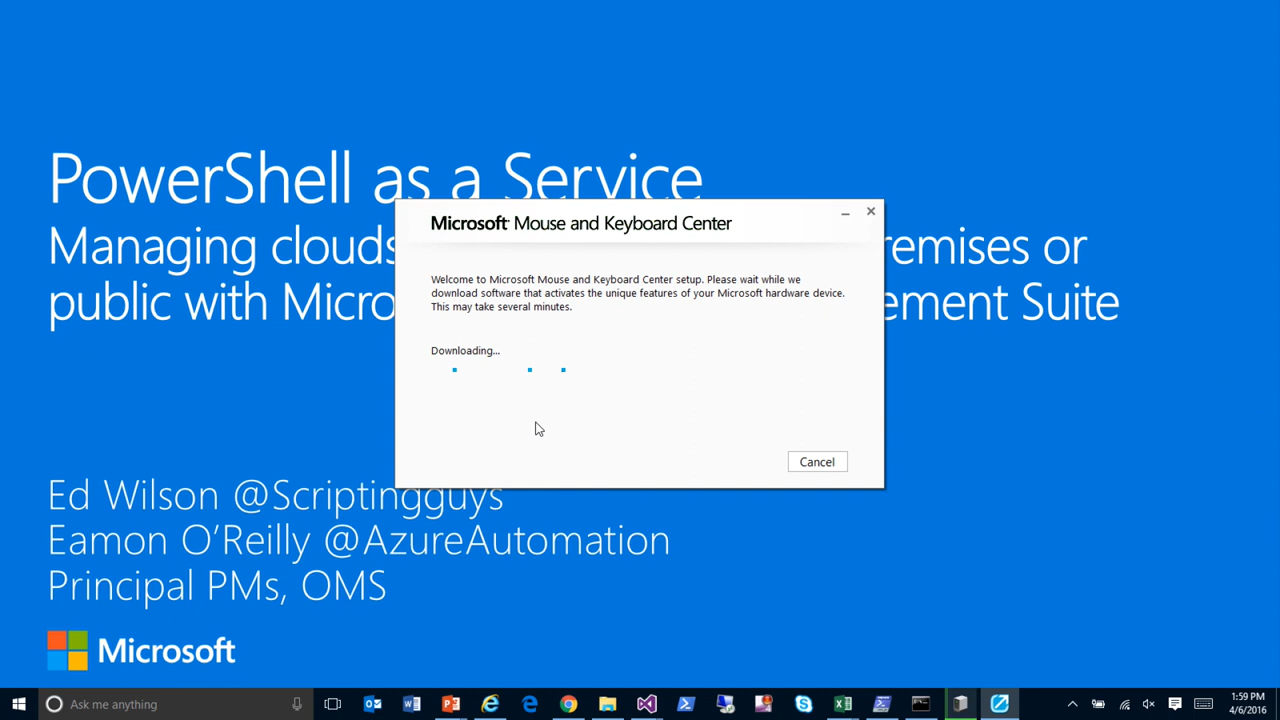 PowerShell as a Service
Managing clouds
remises or
public with Micro
ement Suite
Microsoft Mouse and Keyboard Center
Welcome to Microsoft Mouse and Keyboard Center setup. Please wait while we
download software that activates the unique features of your Microsoft hardware device.
This may take several minutes.
Downloading...
Cancel
Ed Wilson @Scriptingguys
Eamon O'Reilly @AzureAutomation
Principal PMs, OMS
Microsoft
Ask me anything
1:59 PM
4/6/2016